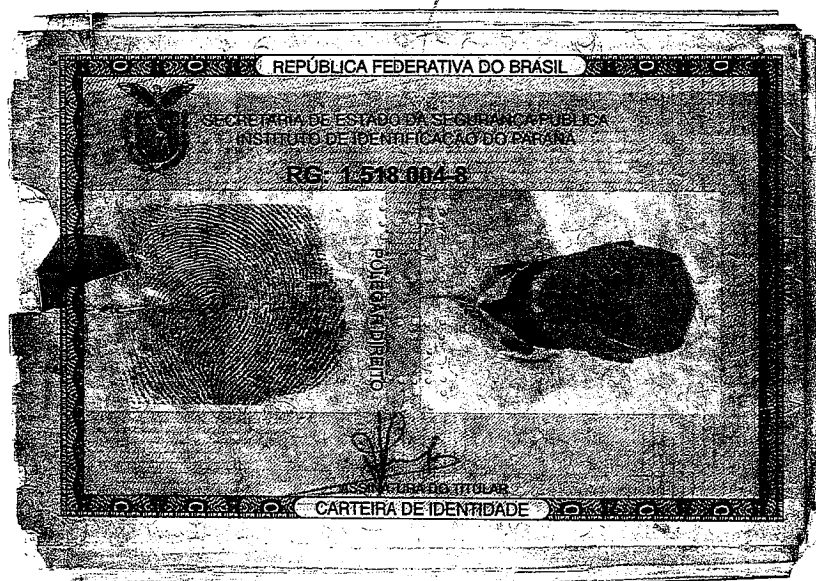 REPÚBLICA FEDERATIVA DO BRASIL
SECRETARIA DE ESTADO DA SEGURANÇA PÚBLICA
INSTITUTO DE IDENTIFICAÇÃO DO PARANÁ
RG: 1.518.004-8
POLEGAR DIREITO
ASSINATURA DO TITULAR
CARTEIRA DE IDENTIDADE